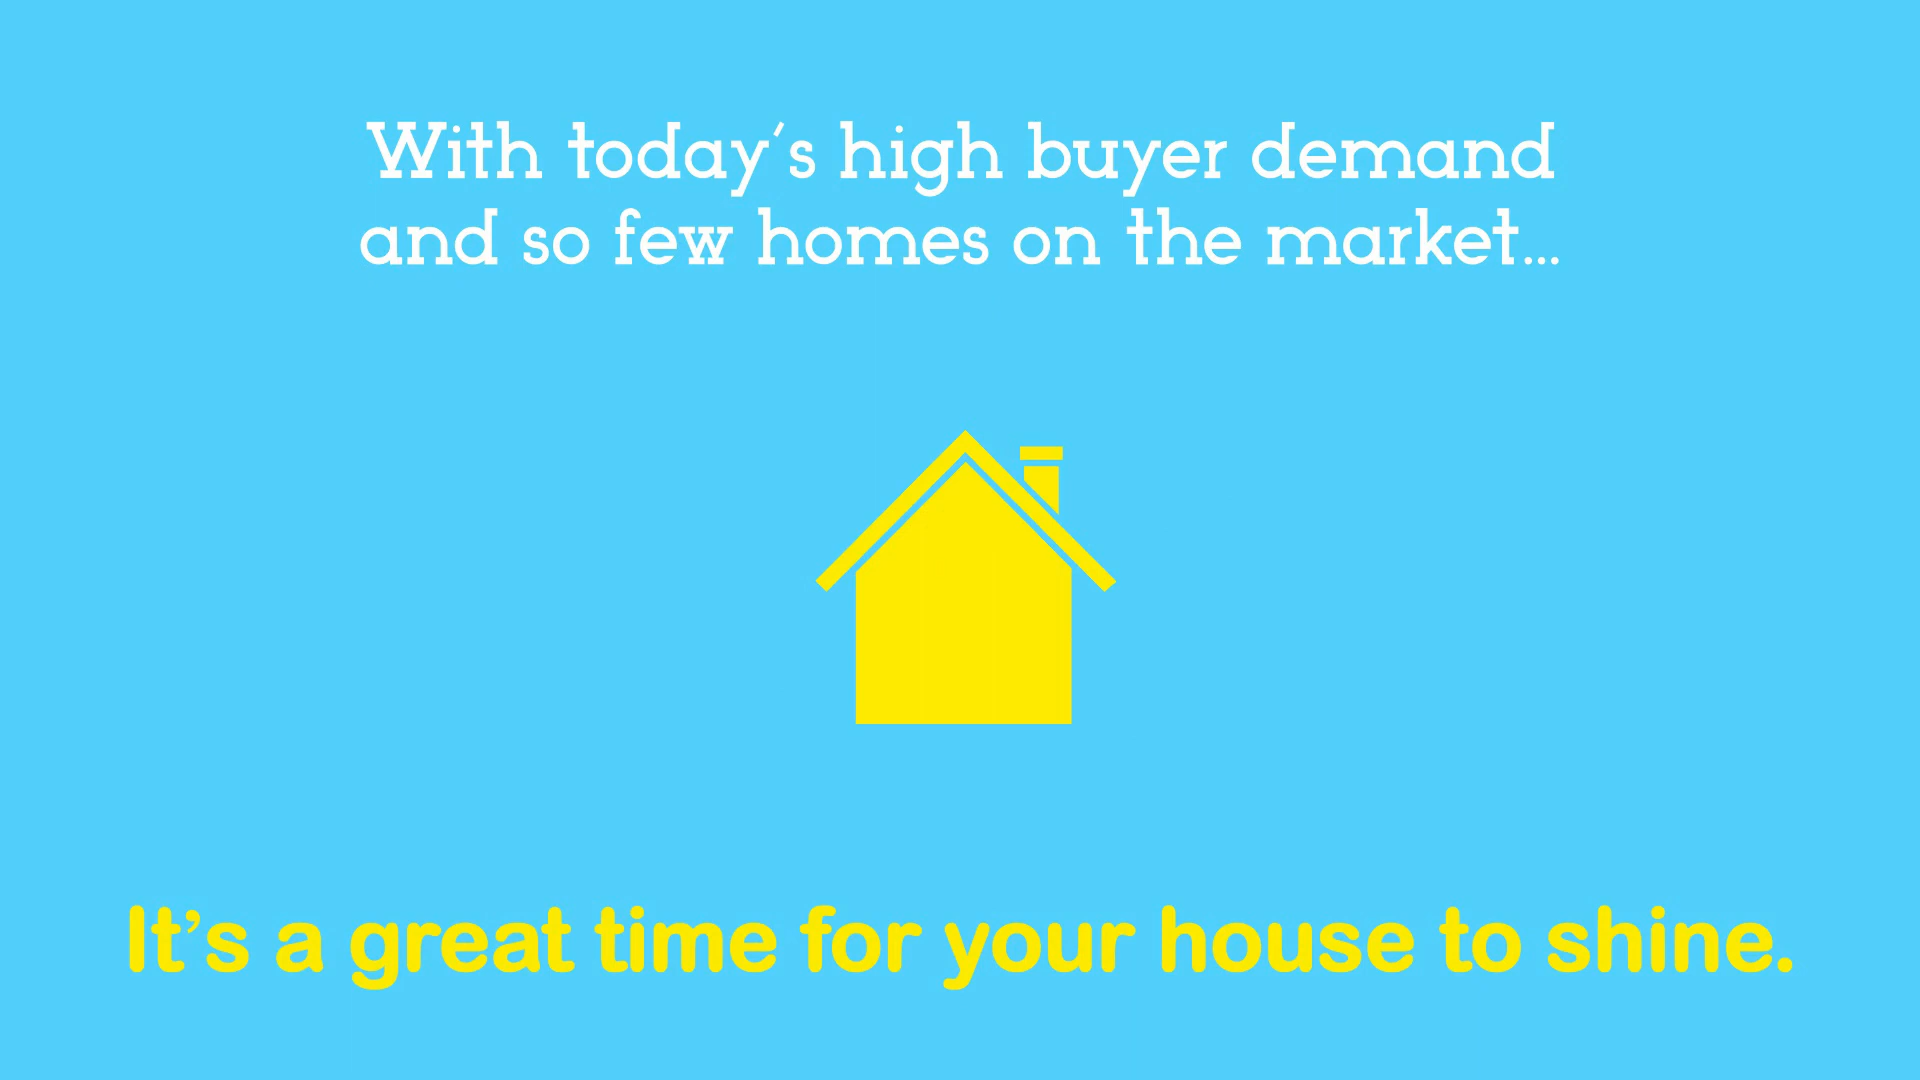 With today's high buyer demand
and so few homes on the market...
It's a great time for your house to shine.